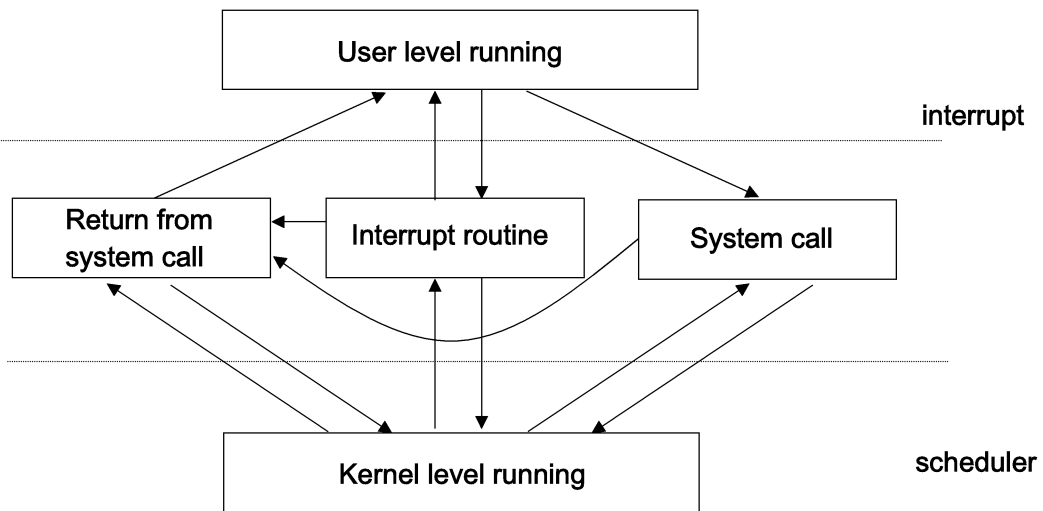 User level running
interrupt
Return from
system call
Interrupt routine
System call
Kernel level running
scheduler